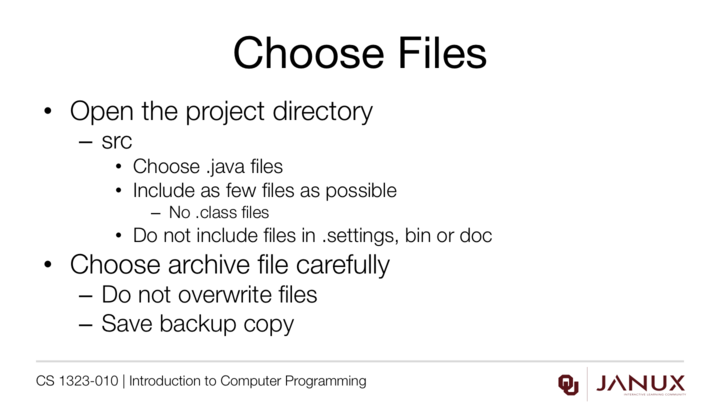 Choose Files
• Open the project directory
– src
• Choose .java files
• Include as few files as possible
– No .class files
• Do not include files in .settings, bin or doc
• Choose archive file carefully
– Do not overwrite files
– Save backup copy
CS 1323-010 | Introduction to Computer Programming
JANUX
INTERACTIVE LEARNING COMMUNITY